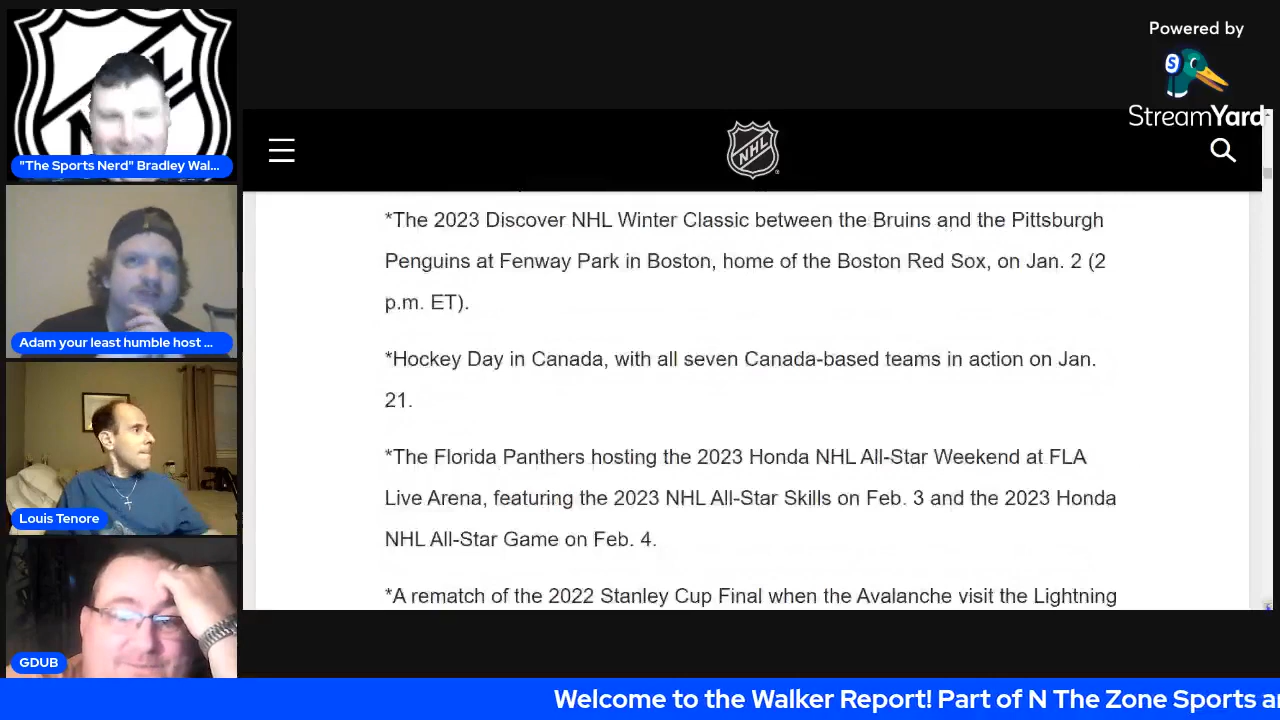 Powered by
StreamYard
NHL
"The Sports Nerd" Bradley Wal...
Adam your least humble host ...
Louis Tenore
GDUB
*The 2023 Discover NHL Winter Classic between the Bruins and the Pittsburgh
Penguins at Fenway Park in Boston, home of the Boston Red Sox, on Jan. 2 (2
p.m. ET).
*Hockey Day in Canada, with all seven Canada-based teams in action on Jan.
21.
*The Florida Panthers hosting the 2023 Honda NHL All-Star Weekend at FLA
Live Arena, featuring the 2023 NHL All-Star Skills on Feb. 3 and the 2023 Honda
NHL All-Star Game on Feb. 4.
*A rematch of the 2022 Stanley Cup Final when the Avalanche visit the Lightning
Welcome to the Walker Report! Part of N The Zone Sports